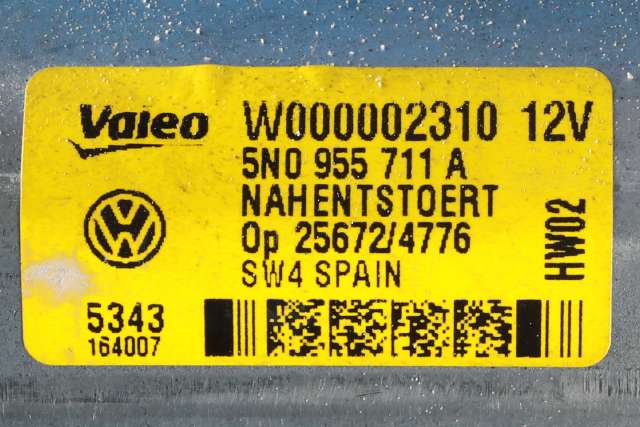 Valeo W000002310 12V
5N0 955 711 A
NAHENTSTOERT
Op 25672/4776
SW4 SPAIN
HW02
5343
164007